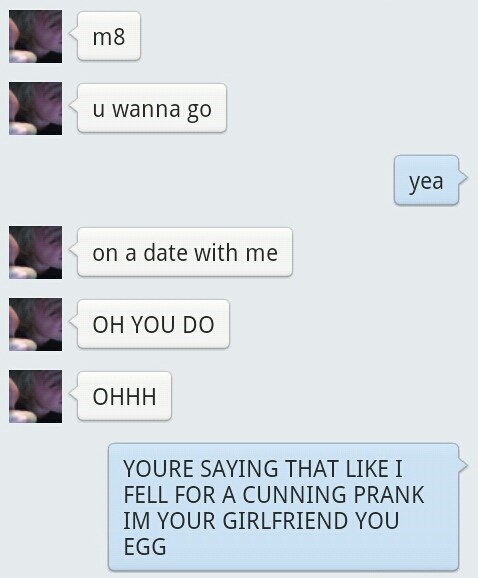 m8
u wanna go
yea
on a date with me
OH YOU DO
OHHH
YOURE SAYING THAT LIKE I
FELL FOR A CUNNING PRANK
IM YOUR GIRLFRIEND YOU
EGG